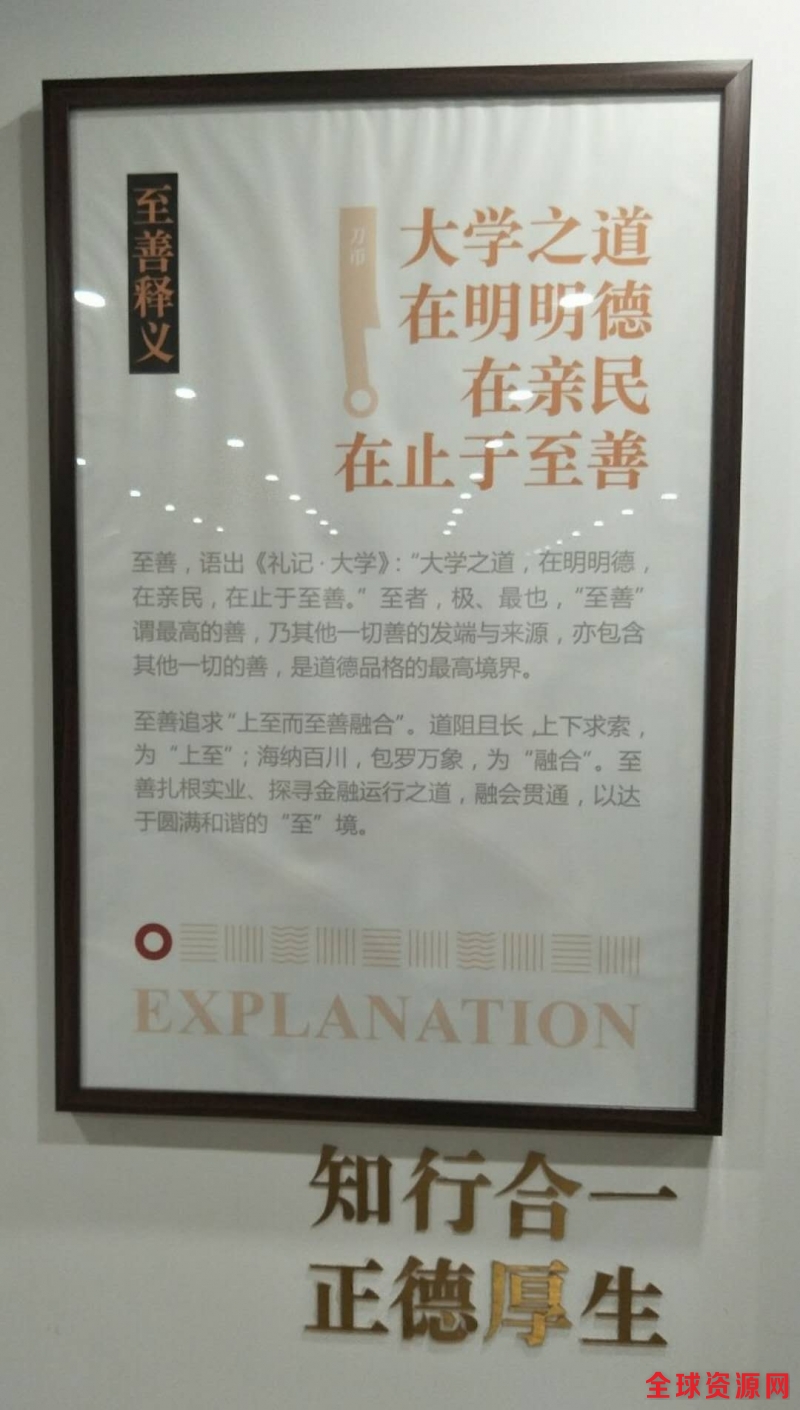 至善释义
刀币
大学之道
在明明德
在亲民
在止于至善
至善，语出《礼记·大学》：“大学之道，在明明德，
在亲民，在止于至善。”至者，极、最也，“至善”
谓最高的善，乃其他一切善的发端与来源，亦包含
其他一切的善，是道德品格的最高境界。
至善追求“上至而至善融合”。道阻且长，上下求索，
为“上至”；海纳百川，包罗万象，为“融合”。至
善扎根实业、探寻金融运行之道，融会贯通，以达
于圆满和谐的“至”境。
EXPLANATION
知行合一
正德厚生
全球资源网